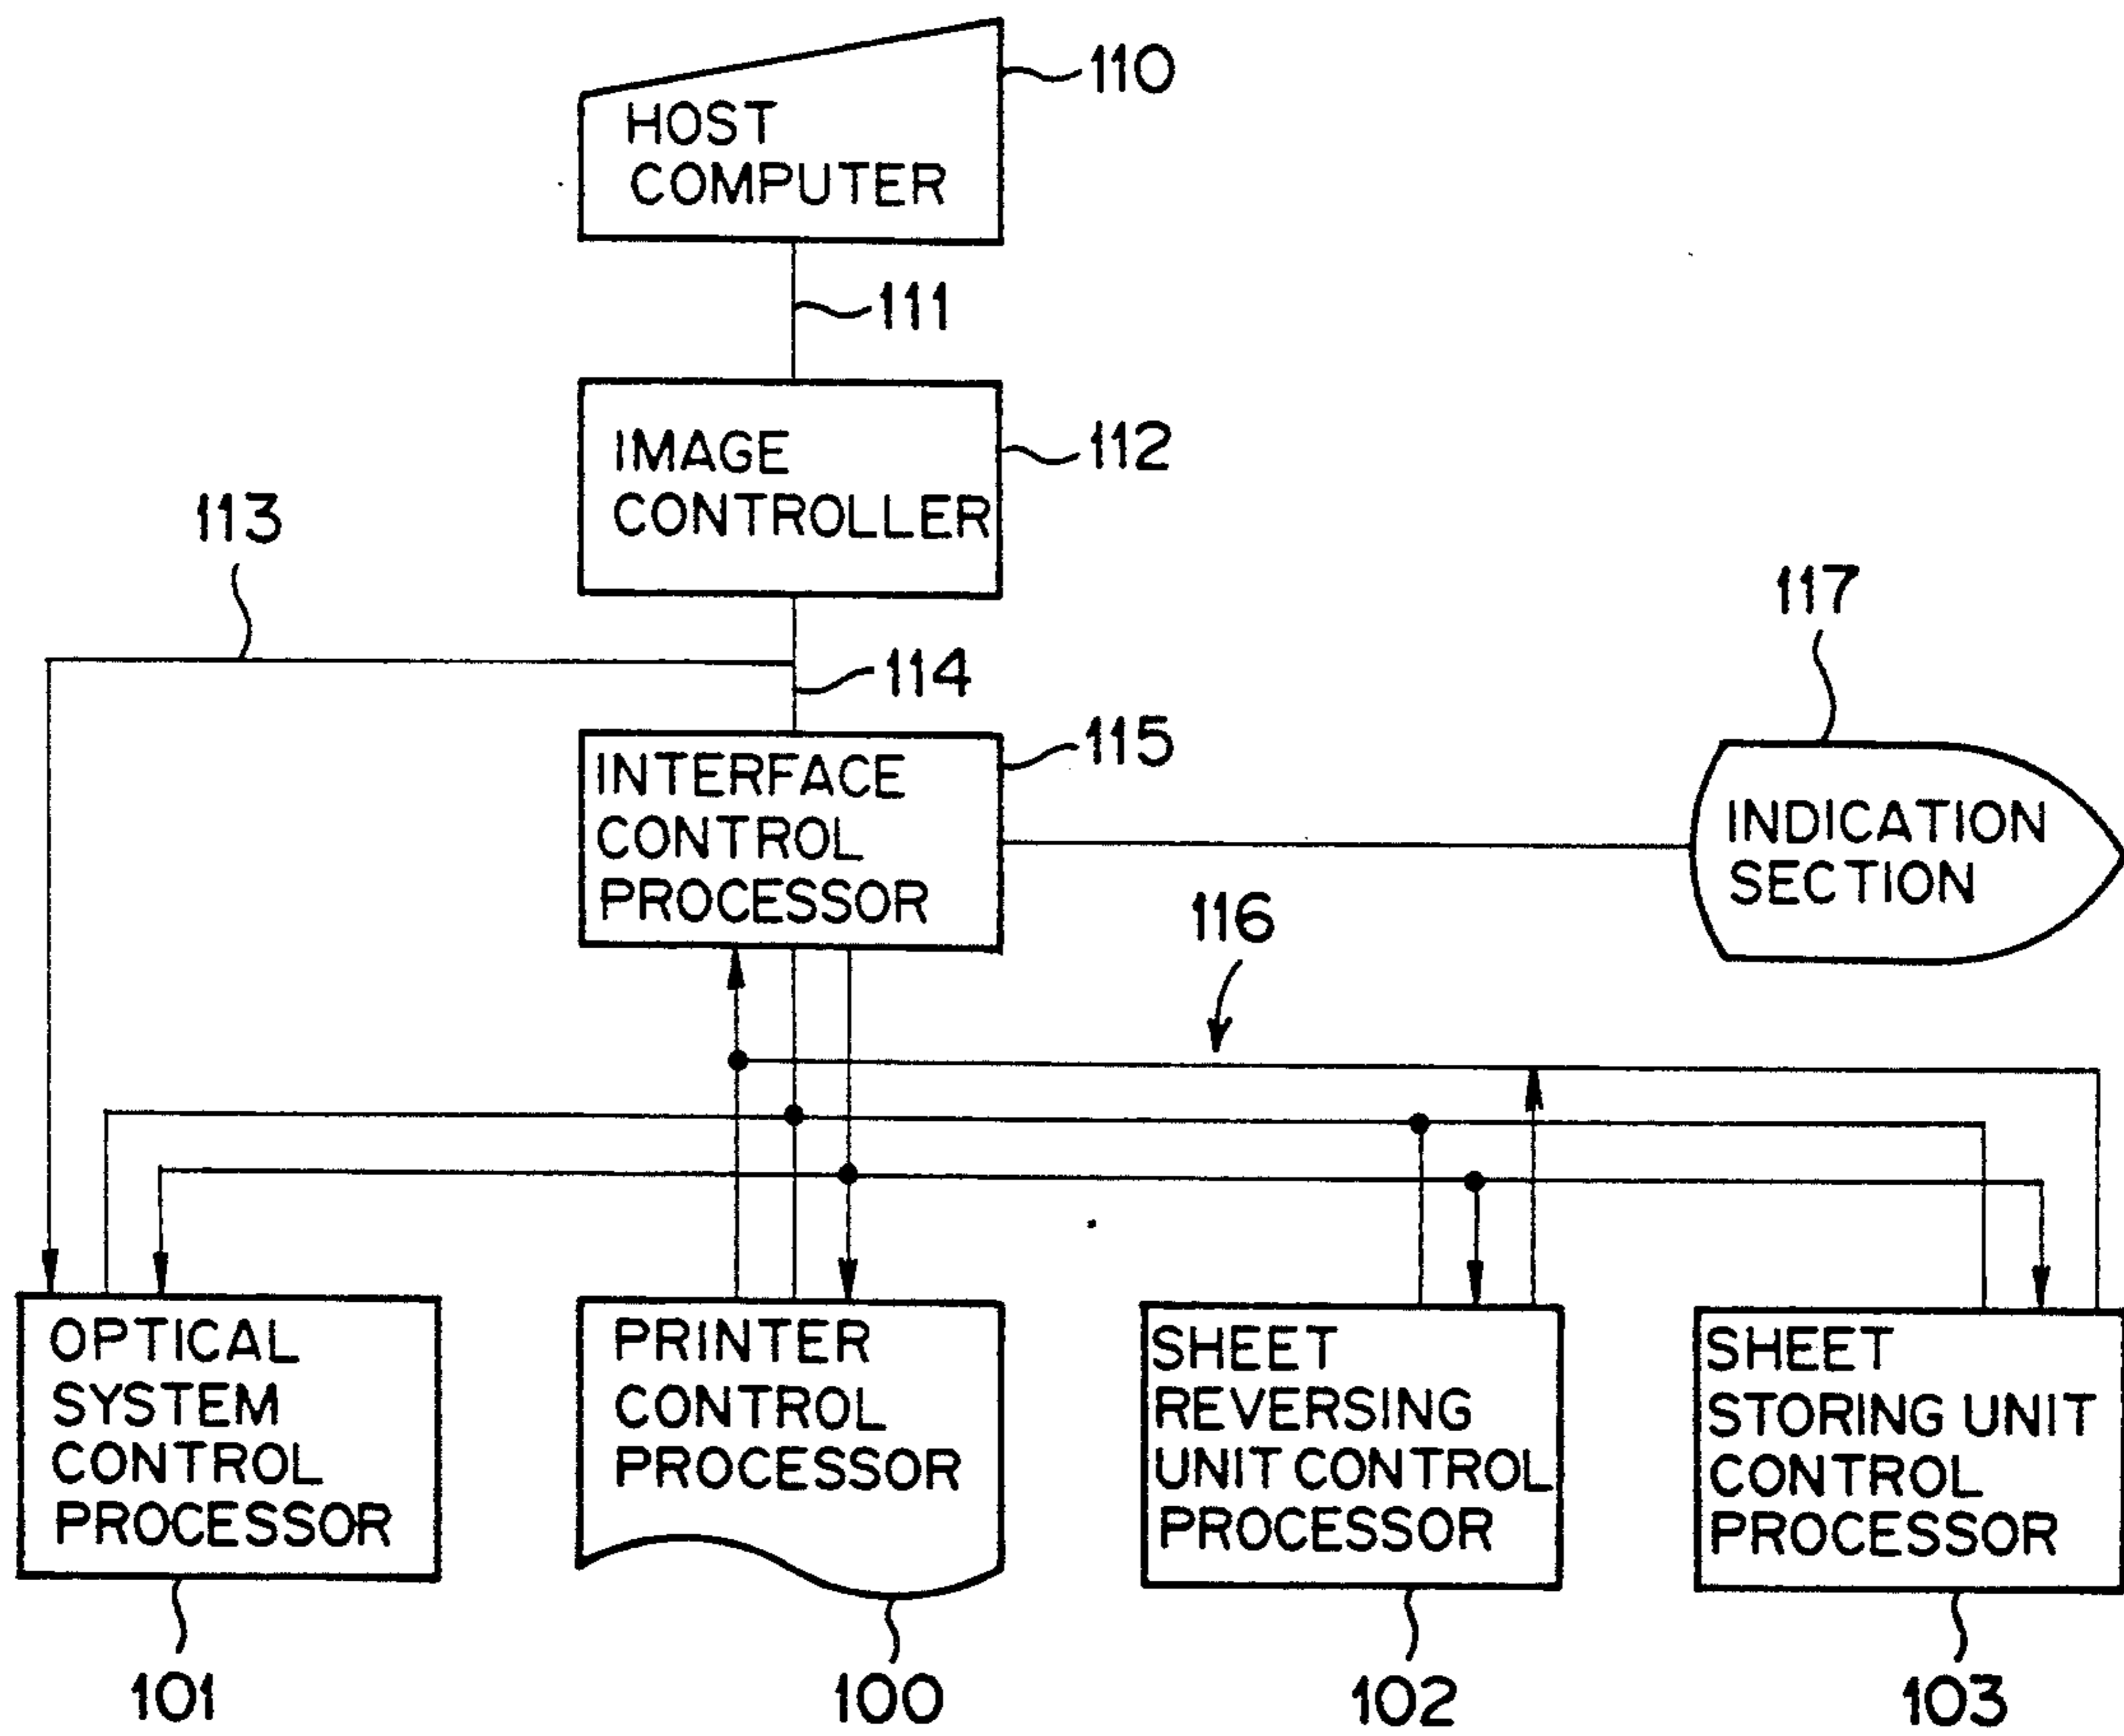 110
HOST
COMPUTER
111
IMAGE
CONTROLLER
112
113
114
117
INTERFACE
CONTROL
PROCESSOR
115
INDICATION
SECTION
116
OPTICAL
SYSTEM
CONTROL
PROCESSOR
PRINTER
CONTROL
PROCESSOR
SHEET
REVERSING
UNIT CONTROL
PROCESSOR
SHEET
STORING UNIT
CONTROL
PROCESSOR
101
100
102
103